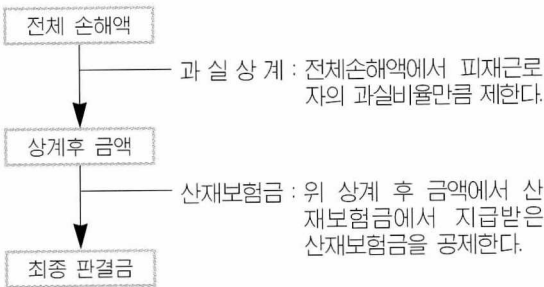 전체 손해액
과 실 상 계 : 전체손해액에서 피재근로
자의 과실비율만큼 제한다.
상계후 금액
산재보험금 : 위 상계 후 금액에서 산
재보험금에서 지급받은
산재보험금을 공제한다.
최종 판결금